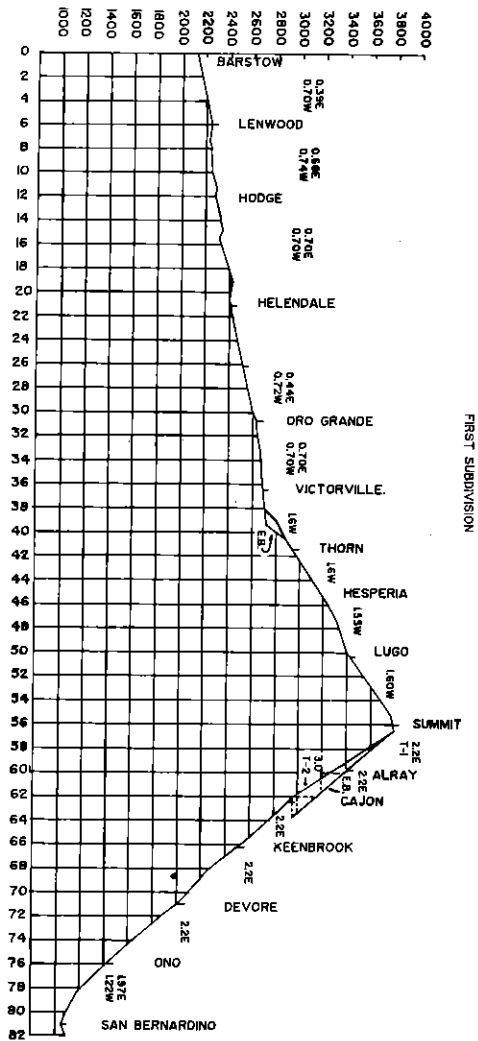 4000
3800
3600
3400
3200
3000
2800
2600
2400
2200
2000
1800
1600
1400
1200
1000
FIRST SUBDIVISION
0
2
4
6
8
10
12
14
16
18
20
22
24
26
28
30
32
34
36
38
40
42
44
46
48
50
52
54
56
58
60
62
64
66
68
70
72
74
76
78
80
82
BARSTOW
0.39E
0.70W
LENWOOD
0.68E
0.74W
HODGE
0.70E
0.70W
HELENDALE
0.44E
0.72W
ORO GRANDE
0.70E
0.70W
VICTORVILLE.
1.6W
E.B.
THORN
1.6W
HESPERIA
1.55W
LUGO
1.60W
SUMMIT
2.2E
T-1
ALRAY
2.2E
E.B.
CAJON
3.0
T-2
2.2E
KEENBROOK
2.2E
DEVORE
2.2E
ONO
1.97E
1.22W
SAN BERNARDINO